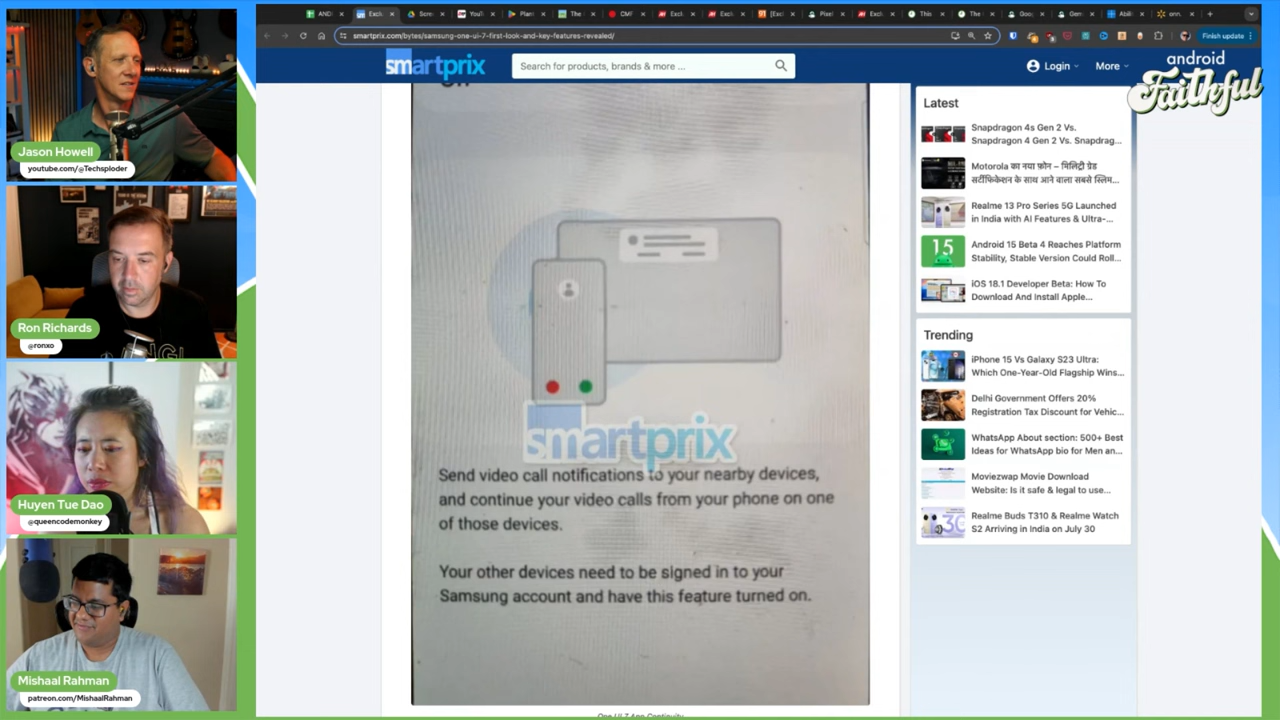 Jason Howell
youtube.com/@Techsploder
Ron Richards
@ronxo
Huyen Tue Dao
@queencodemonkey
Mishaal Rahman
patreon.com/MishaalRahman
smartprix.com/bytes/samsung-one-ui-7-first-look-and-key-features-revealed/
Finish update
smartprix
Search for products, brands & more ...
Login
More
android
Faithful
smartprix
Send video call notifications to your nearby devices,
and continue your video calls from your phone on one
of those devices.
Your other devices need to be signed in to your
Samsung account and have this feature turned on.
One UI 7 App Continuity
Latest
Snapdragon 4s Gen 2 Vs.
Snapdragon 4 Gen 2 Vs. Snapdrag...
Motorola का नया फ़ोन – मिलिट्री ग्रेड
सर्टीफिकेशन के साथ आने वाला सबसे स्लिम...
Realme 13 Pro Series 5G Launched
in India with AI Features & Ultra-...
15
Android 15 Beta 4 Reaches Platform
Stability, Stable Version Could Roll...
iOS 18.1 Developer Beta: How To
Download And Install Apple...
Trending
iPhone 15 Vs Galaxy S23 Ultra:
Which One-Year-Old Flagship Wins...
Delhi Government Offers 20%
Registration Tax Discount for Vehic...
WhatsApp About section: 500+ Best
Ideas for WhatsApp bio for Men an...
Moviezwap Movie Download
Website: Is it safe & legal to use...
Realme Buds T310 & Realme Watch
S2 Arriving in India on July 30